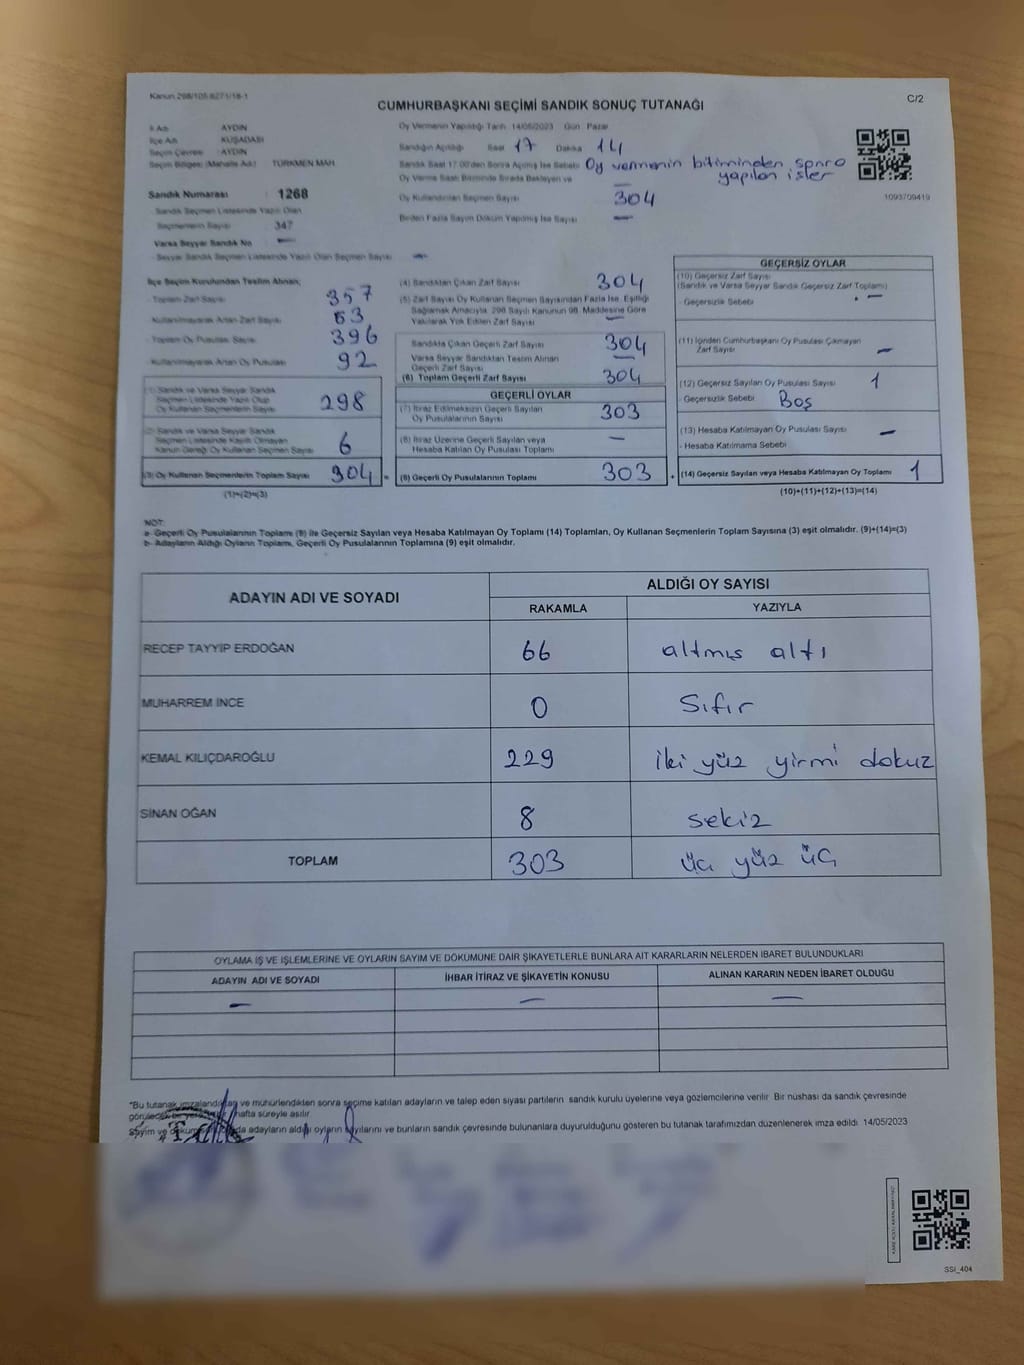 Kanun 298/105 6271/18-1
CUMHURBAŞKANI SEÇİMİ SANDIK SONUÇ TUTANAĞI
C/2
İl Adı : AYDIN
İlçe Adı : KUŞADASI
Seçim Çevresi : AYDIN
Seçim Bölgesi (Mahalle Adı) : TÜRKMEN MAH.
Sandık Numarası : 1268
Sandık Seçmen Listesinde Yazılı Olan
Seçmenlerin Sayısı : 347
Varsa Seyyar Sandık No : —
Seyyar Sandık Seçmen Listesinde Yazılı Olan Seçmen Sayısı : —
Oy Vermenin Yapıldığı Tarih: 14/05/2023 Gün: Pazar
Sandığın Açıldığı Saat 17 Dakika 14
Sandık Saat 17.00'den Sonra Açılmış İse Sebebi: Oy vermenin bitiminden sonra
yapılan işler
Oy Verme Saati Bitiminde Sırada Bekleyen ve
Oy Kullandırılan Seçmen Sayısı — 304
Birden Fazla Sayım Döküm Yapılmış İse Sayısı —
1093709419
İlçe Seçim Kurulundan Teslim Alınan;
- Toplam Zarf Sayısı : 357
- Kullanılmayarak Artan Zarf Sayısı : 53
- Toplam Oy Pusulası Sayısı : 396
- Kullanılmayarak Artan Oy Pusulası : 92
(1) Sandık ve Varsa Seyyar Sandık
Seçmen Listesinde Yazılı Olup
Oy Kullanan Seçmenlerin Sayısı 298
(2) Sandık ve Varsa Seyyar Sandık
Seçmen Listesinde Kayıtlı Olmayan
Kanun Gereği Oy Kullanan Seçmen Sayısı 6
(3) Oy Kullanan Seçmenlerin Toplam Sayısı 304 =
(1)+(2)=(3)
(4) Sandıktan Çıkan Zarf Sayısı 304
(5) Zarf Sayısı Oy Kullanan Seçmen Sayısından Fazla İse, Eşitliği
Sağlamak Amacıyla, 298 Sayılı Kanunun 98. Maddesine Göre
Yakılarak Yok Edilen Zarf Sayısı —
Sandıkta Çıkan Geçerli Zarf Sayısı 304
Varsa Seyyar Sandıktan Teslim Alınan
Geçerli Zarf Sayısı —
(6) Toplam Geçerli Zarf Sayısı 304
GEÇERLİ OYLAR
(7) İtiraz Edilmeksizin Geçerli Sayılan
Oy Pusulalarının Sayısı 303
(8) İtiraz Üzerine Geçerli Sayılan veya
Hesaba Katılan Oy Pusulası Toplamı —
(9) Geçerli Oy Pusulalarının Toplamı 303 +
GEÇERSİZ OYLAR
(10) Geçersiz Zarf Sayısı
(Sandık ve Varsa Seyyar Sandık Geçersiz Zarf Toplamı)
- Geçersizlik Sebebi : —
(11) İçinden Cumhurbaşkanı Oy Pusulası Çıkmayan
Zarf Sayısı —
(12) Geçersiz Sayılan Oy Pusulası Sayısı 1
- Geçersizlik Sebebi Boş
(13) Hesaba Katılmayan Oy Pusulası Sayısı —
- Hesaba Katılmama Sebebi
(14) Geçersiz Sayılan veya Hesaba Katılmayan Oy Toplamı 1
(10)+(11)+(12)+(13)=(14)
NOT:
a- Geçerli Oy Pusulalarının Toplamı (9) ile Geçersiz Sayılan veya Hesaba Katılmayan Oy Toplamı (14) Toplamları, Oy Kullanan Seçmenlerin Toplam Sayısına (3) eşit olmalıdır. (9)+(14)=(3)
b- Adayların Aldığı Oyların Toplamı, Geçerli Oy Pusulalarının Toplamına (9) eşit olmalıdır.
ADAYIN ADI VE SOYADI
ALDIĞI OY SAYISI
RAKAMLA YAZIYLA
RECEP TAYYİP ERDOĞAN 66 altmış altı
MUHARREM İNCE 0 Sıfır
KEMAL KILIÇDAROĞLU 229 iki yüz yirmi dokuz
SİNAN OĞAN 8 sekiz
TOPLAM 303 üç yüz üç
OYLAMA İŞ VE İŞLEMLERİNE VE OYLARIN SAYIM VE DÖKÜMÜNE DAİR ŞİKAYETLERLE BUNLARA AİT KARARLARIN NELERDEN İBARET BULUNDUKLARI
ADAYIN ADI VE SOYADI İHBAR İTİRAZ VE ŞİKAYETİN KONUSU ALINAN KARARIN NEDEN İBARET OLDUĞU
— — —
*Bu tutanak ve mühürlendikten sonra seçime katılan adayların ve talep eden siyasi partilerin sandık kurulu üyelerine veya gözlemcilerine verilir. Bir nüshası da sandık çevresinde
hafta süreyle asılır.
Sayım ve adayların aldığı oyların sayılarını ve bunların sandık çevresinde bulunanlara duyurulduğunu gösteren bu tutanak tarafımızdan düzenlenerek imza edildi. 14/05/2023
SSI_404